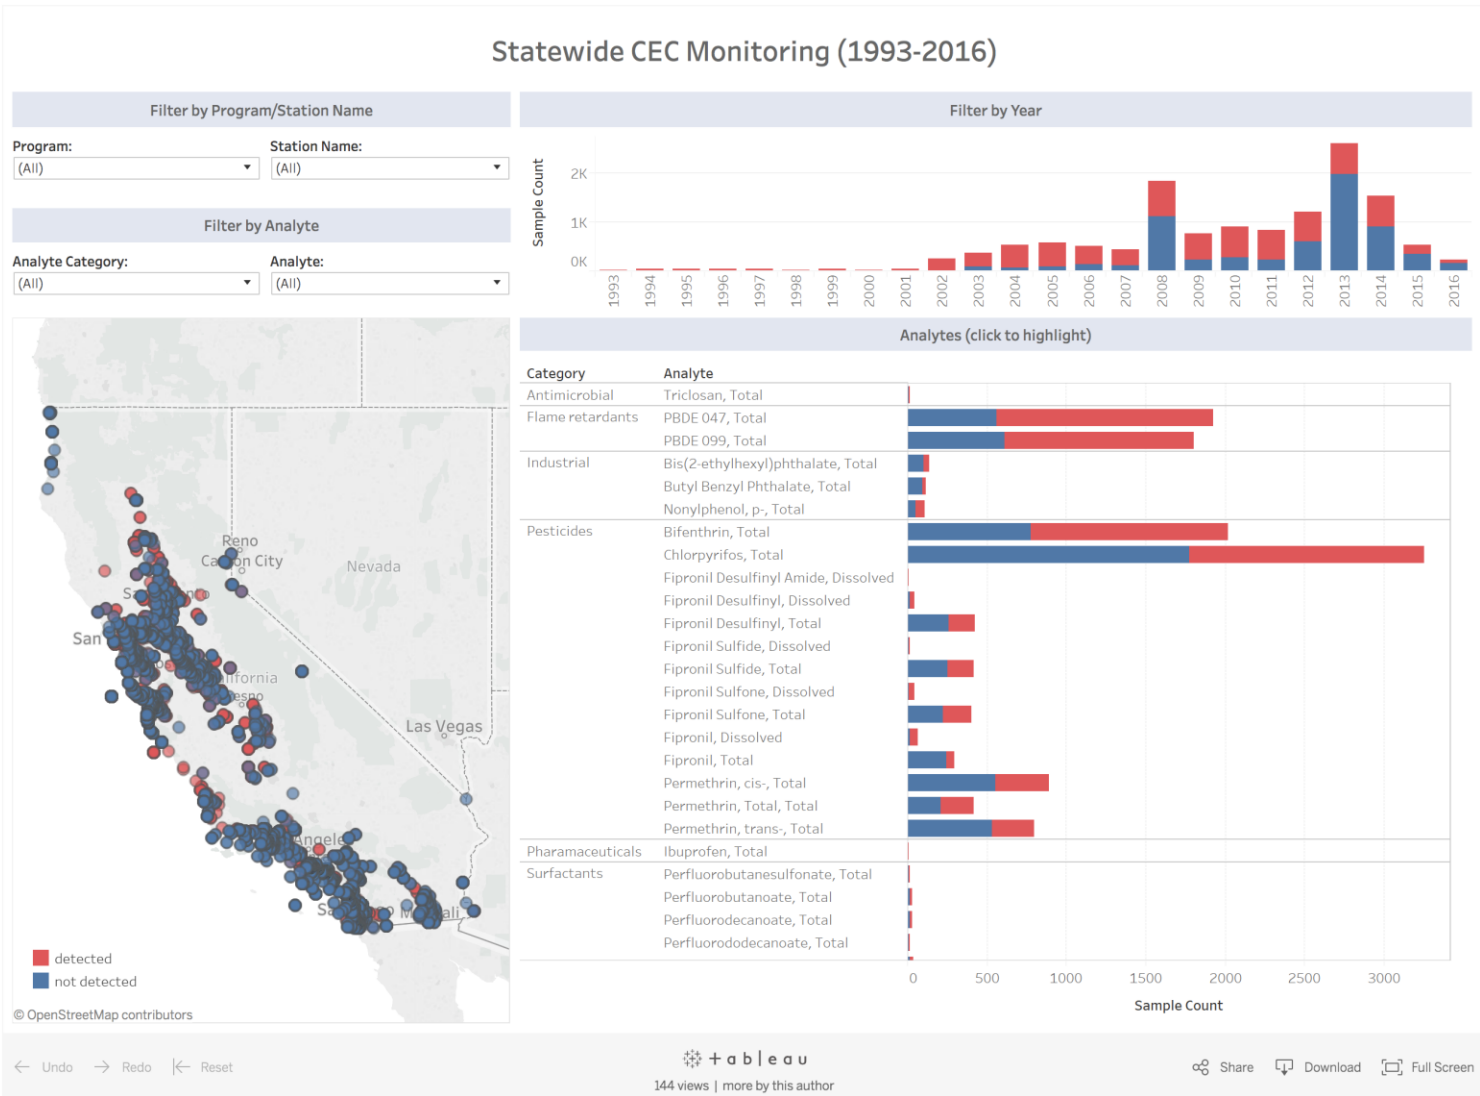 Statewide CEC Monitoring (1993-2016)
Filter by Program/Station Name
Program:
Station Name:
(All)
(All)
Filter by Analyte
Analyte Category:
Analyte:
(All)
(All)
Filter by Year
Sample Count
2K
1K
0K
1993
1994
1995
1996
1997
1998
1999
2000
2001
2002
2003
2004
2005
2006
2007
2008
2009
2010
2011
2012
2013
2014
2015
2016
Reno
Carson City
Nevada
San
California
Las Vegas
detected
not detected
© OpenStreetMap contributors
Analytes (click to highlight)
Category Analyte
Antimicrobial Triclosan, Total
Flame retardants PBDE 047, Total
PBDE 099, Total
Industrial Bis(2-ethylhexyl)phthalate, Total
Butyl Benzyl Phthalate, Total
Nonylphenol, p-, Total
Pesticides Bifenthrin, Total
Chlorpyrifos, Total
Fipronil Desulfinyl Amide, Dissolved
Fipronil Desulfinyl, Dissolved
Fipronil Desulfinyl, Total
Fipronil Sulfide, Dissolved
Fipronil Sulfide, Total
Fipronil Sulfone, Dissolved
Fipronil Sulfone, Total
Fipronil, Dissolved
Fipronil, Total
Permethrin, cis-, Total
Permethrin, Total, Total
Permethrin, trans-, Total
Pharamaceuticals Ibuprofen, Total
Surfactants Perfluorobutanesulfonate, Total
Perfluorobutanoate, Total
Perfluorodecanoate, Total
Perfluorododecanoate, Total
0 500 1000 1500 2000 2500 3000
Sample Count
Undo Redo Reset
+ a b l e a u
144 views | more by this author
Share Download Full Screen